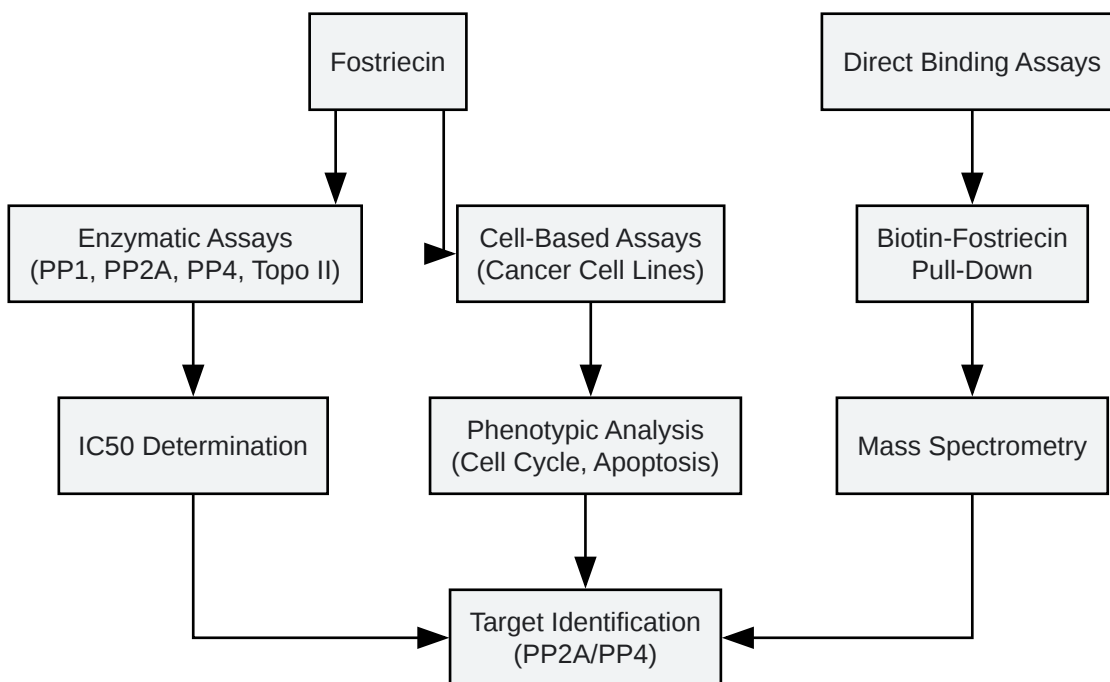 Fostriecin
Direct Binding Assays
Enzymatic Assays
(PP1, PP2A, PP4, Topo II)
Cell-Based Assays
(Cancer Cell Lines)
Biotin-Fostriecin
Pull-Down
IC50 Determination
Phenotypic Analysis
(Cell Cycle, Apoptosis)
Mass Spectrometry
Target Identification
(PP2A/PP4)